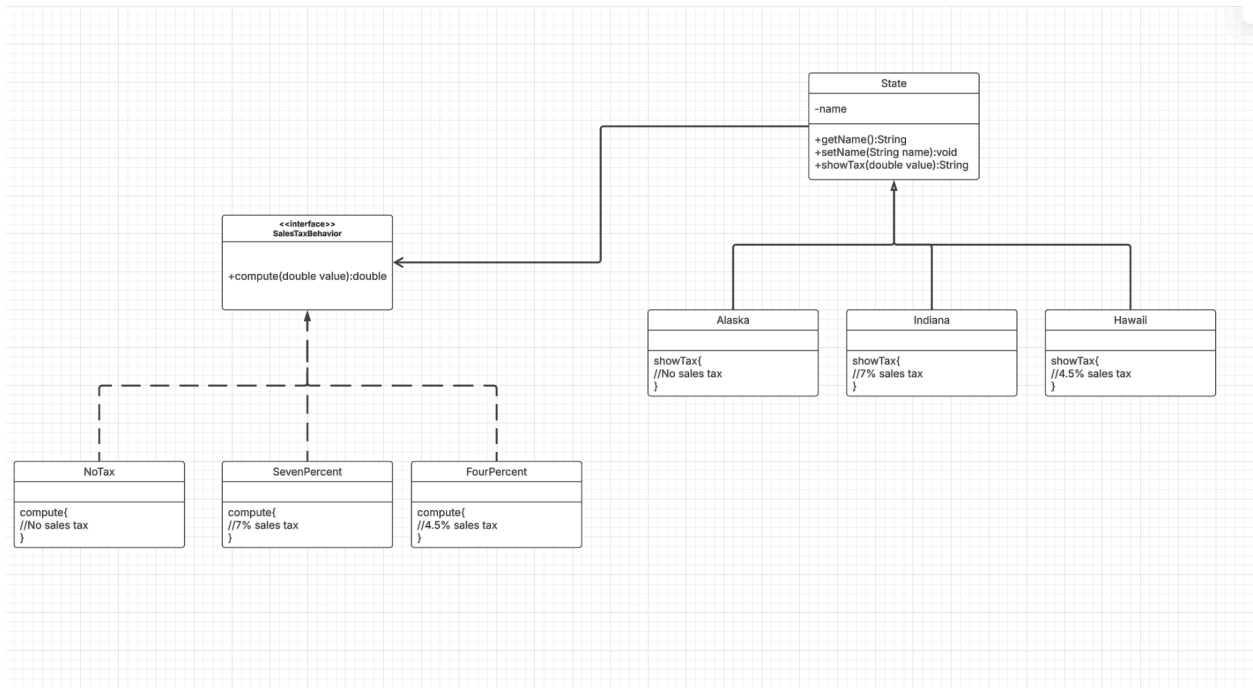 State
-name
+getName():String
+setName(String name):void
+showTax(double value):String
<<interface>>
SalesTaxBehavior
+compute(double value):double
Alaska
showTax{
//No sales tax
}
Indiana
showTax{
//7% sales tax
}
Hawaii
showTax{
//4.5% sales tax
}
NoTax
compute{
//No sales tax
}
SevenPercent
compute{
//7% sales tax
}
FourPercent
compute{
//4.5% sales tax
}